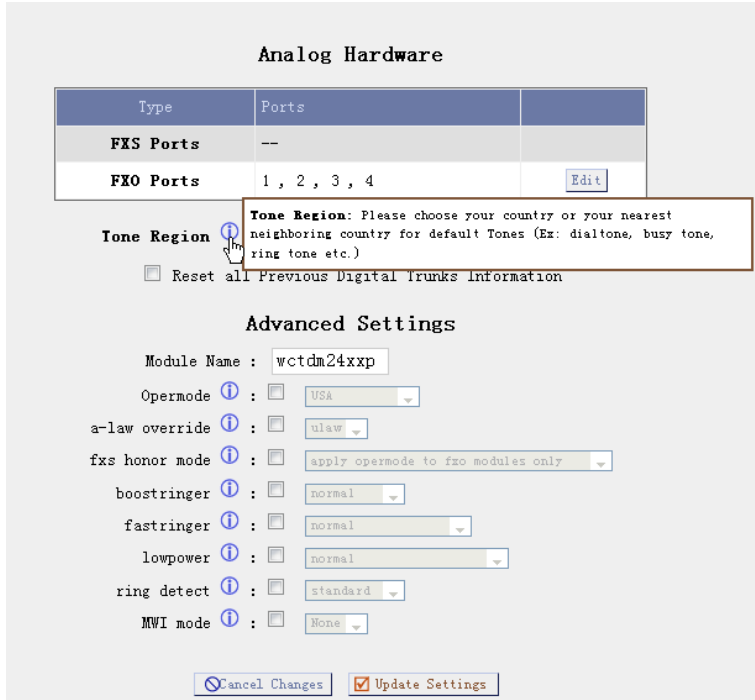 Analog Hardware
Type Ports
FXS Ports --
FXO Ports 1 , 2 , 3 , 4 Edit
Tone Region
Tone Region: Please choose your country or your nearest
neighboring country for default Tones (Ex: dialtone, busy tone,
ring tone etc.)
Reset all Previous Digital Trunks Information
Advanced Settings
Module Name : wctdm24xxp
Opermode : USA
a-law override : ulaw
fxs honor mode : apply opermode to fxo modules only
boostringer : normal
fastringer : normal
lowpower : normal
ring detect : standard
MWI mode : None
Cancel Changes Update Settings